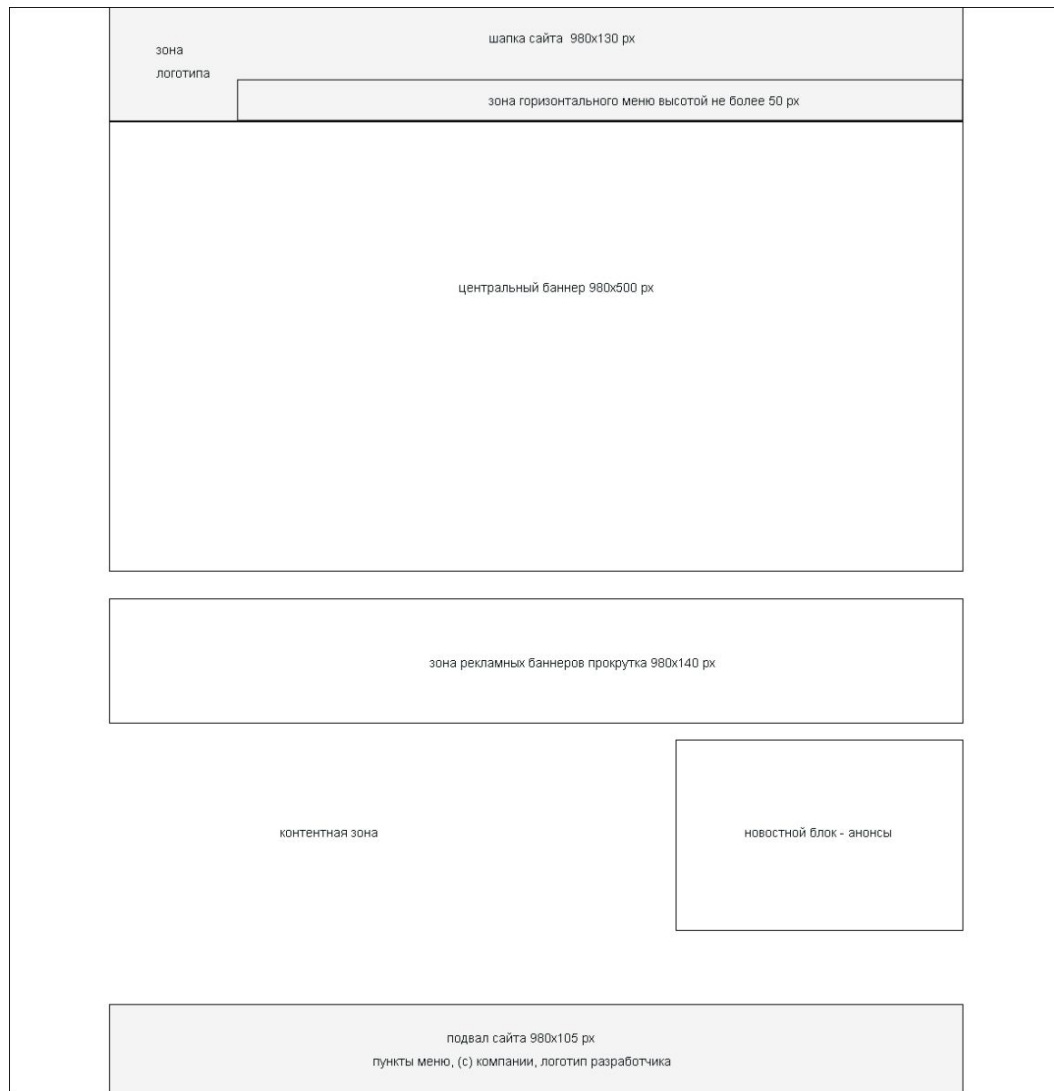 шапка сайта 980x130 px
зона
логотипа
зона горизонтального меню высотой не более 50 px
центральный баннер 980x500 px
зона рекламных баннеров прокрутка 980x140 px
контентная зона
новостной блок - анонсы
подвал сайта 980x105 px
пункты меню, (c) компании, логотип разработчика